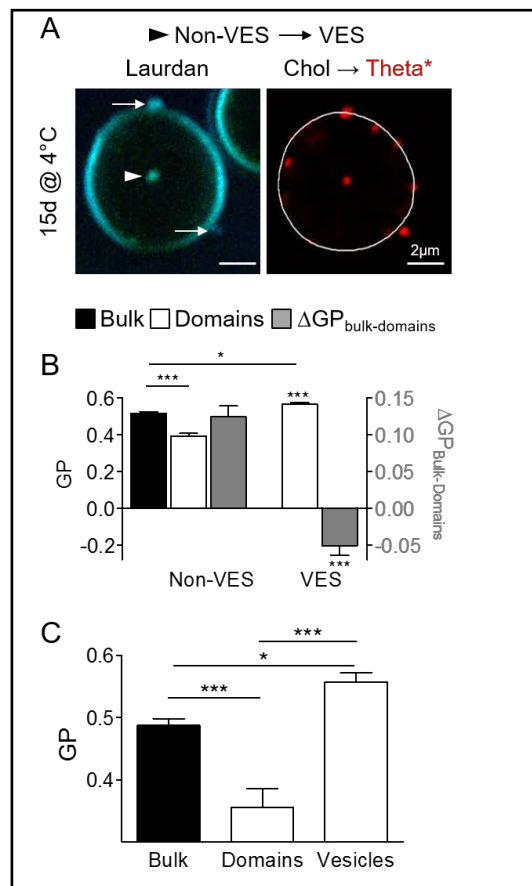 A
► Non-VES → VES
Laurdan Chol → Theta*
15d @ 4°C
2µm
Bulk Domains ΔGPbulk-domains
B
*
*** ***
0.6 0.15
0.4 0.10
0.2 0.05
0.0 0.00
-0.2 -0.05
GP
ΔGPBulk-Domains
***
Non-VES VES
C
***
*
***
0.6
0.5
0.4
GP
Bulk Domains Vesicles